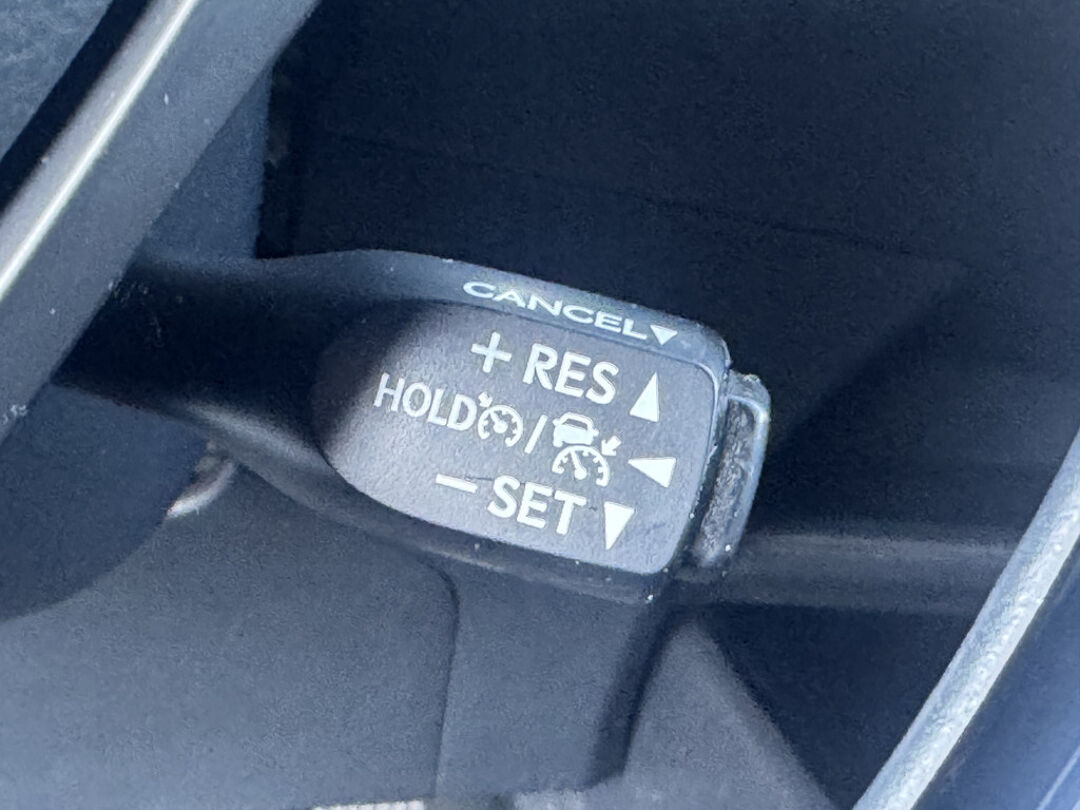 CANCEL
+ RES
HOLD /
− SET